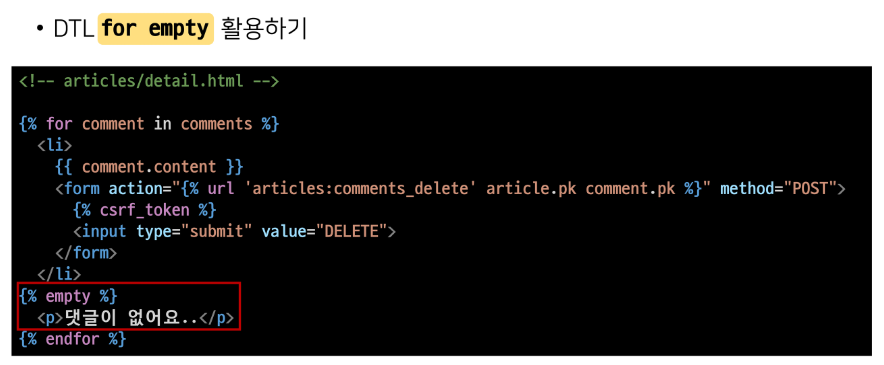 • DTL for empty 활용하기
<!-- articles/detail.html -->
{% for comment in comments %}
<li>
{{ comment.content }}
<form action="{% url 'articles:comments_delete' article.pk comment.pk %}" method="POST">
{% csrf_token %}
<input type="submit" value="DELETE">
</form>
</li>
{% empty %}
<p>댓글이 없어요..</p>
{% endfor %}